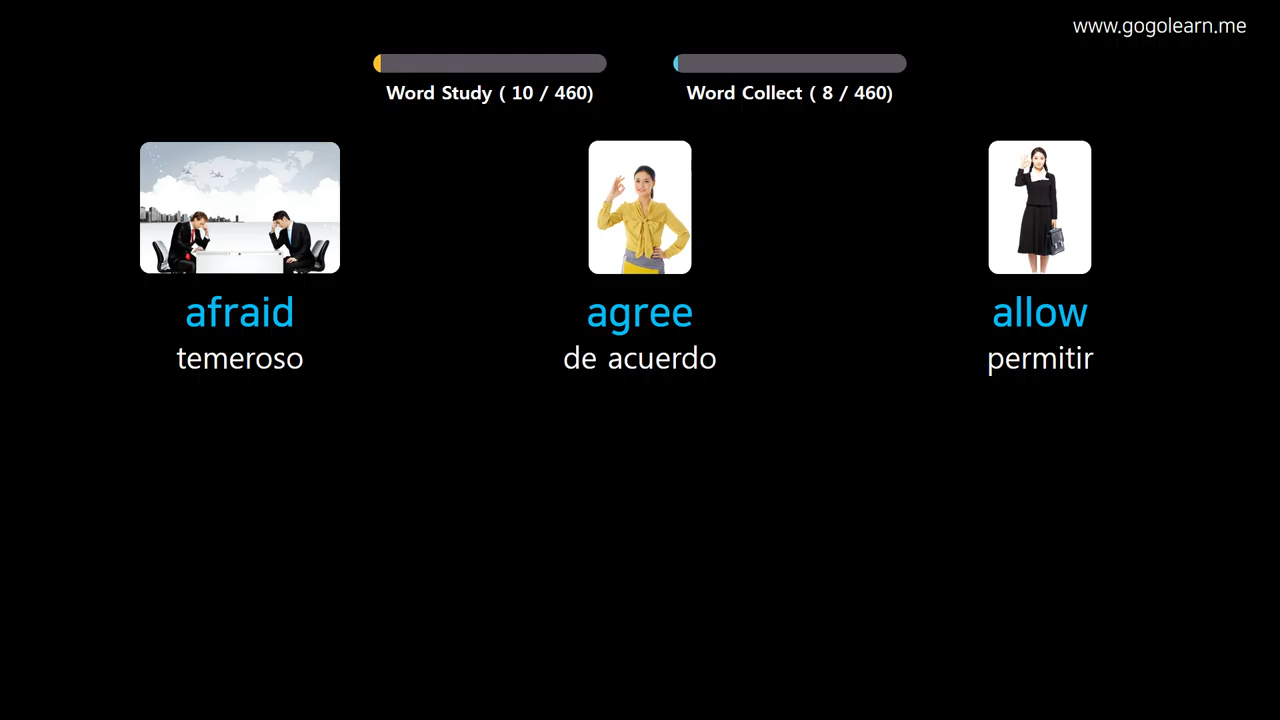 www.gogolearn.me
Word Study ( 10 / 460)
Word Collect ( 8 / 460)
afraid
agree
allow
temeroso
de acuerdo
permitir